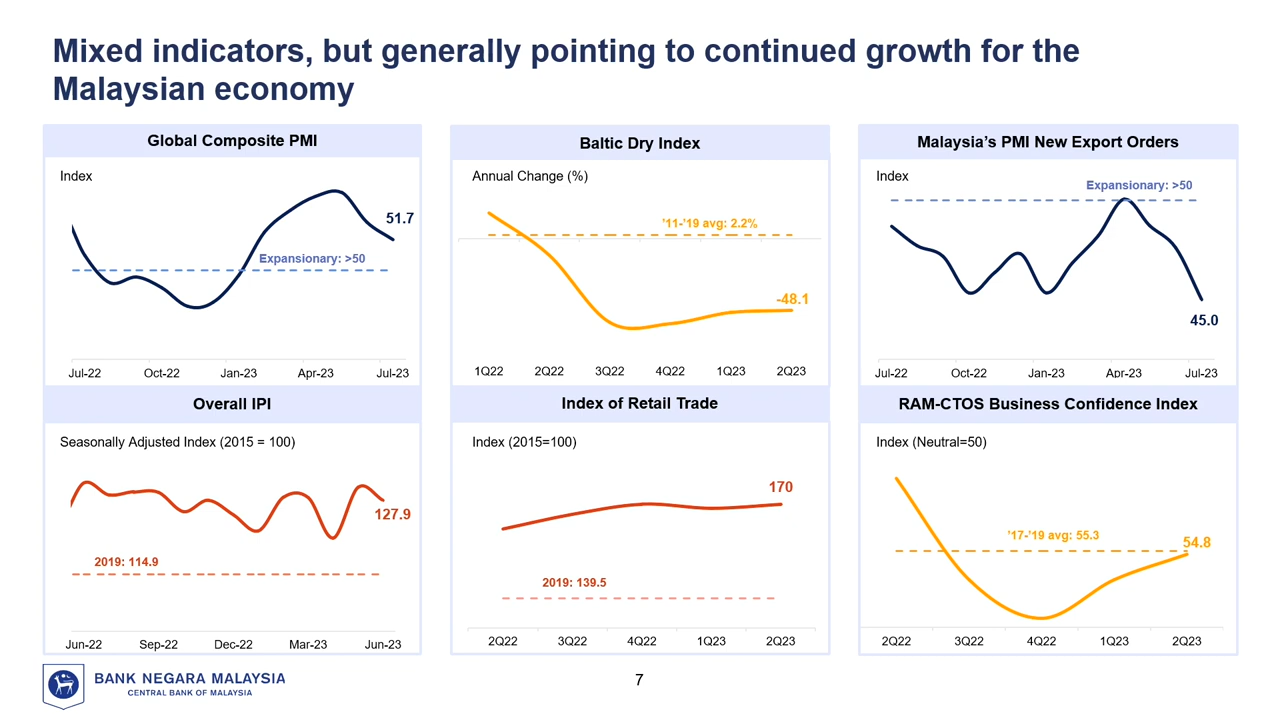 Mixed indicators, but generally pointing to continued growth for the
Malaysian economy
Global Composite PMI
Index
51.7
Expansionary: >50
Jul-22 Oct-22 Jan-23 Apr-23 Jul-23
Baltic Dry Index
Annual Change (%)
’11-’19 avg: 2.2%
-48.1
1Q22 2Q22 3Q22 4Q22 1Q23 2Q23
Malaysia’s PMI New Export Orders
Index
Expansionary: >50
45.0
Jul-22 Oct-22 Jan-23 Apr-23 Jul-23
Overall IPI
Seasonally Adjusted Index (2015 = 100)
127.9
2019: 114.9
Jun-22 Sep-22 Dec-22 Mar-23 Jun-23
Index of Retail Trade
Index (2015=100)
170
2019: 139.5
2Q22 3Q22 4Q22 1Q23 2Q23
RAM-CTOS Business Confidence Index
Index (Neutral=50)
’17-’19 avg: 55.3
54.8
2Q22 3Q22 4Q22 1Q23 2Q23
BANK NEGARA MALAYSIA
CENTRAL BANK OF MALAYSIA
7